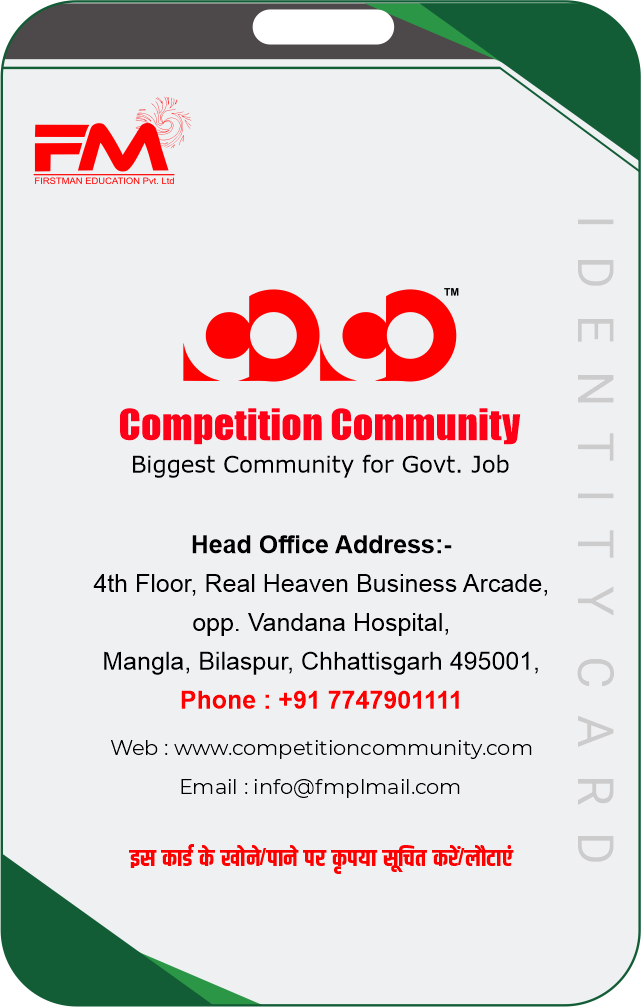 FM
FIRSTMAN EDUCATION Pvt. Ltd
TM
Competition Community
Biggest Community for Govt. Job
Head Office Address:-
4th Floor, Real Heaven Business Arcade,
opp. Vandana Hospital,
Mangla, Bilaspur, Chhattisgarh 495001,
Phone : +91 7747901111
Web : www.competitioncommunity.com
Email : info@fmplmail.com
इस कार्ड के खोने/पाने पर कृपया सूचित करें/लौटाएं
IDENTITY CARD